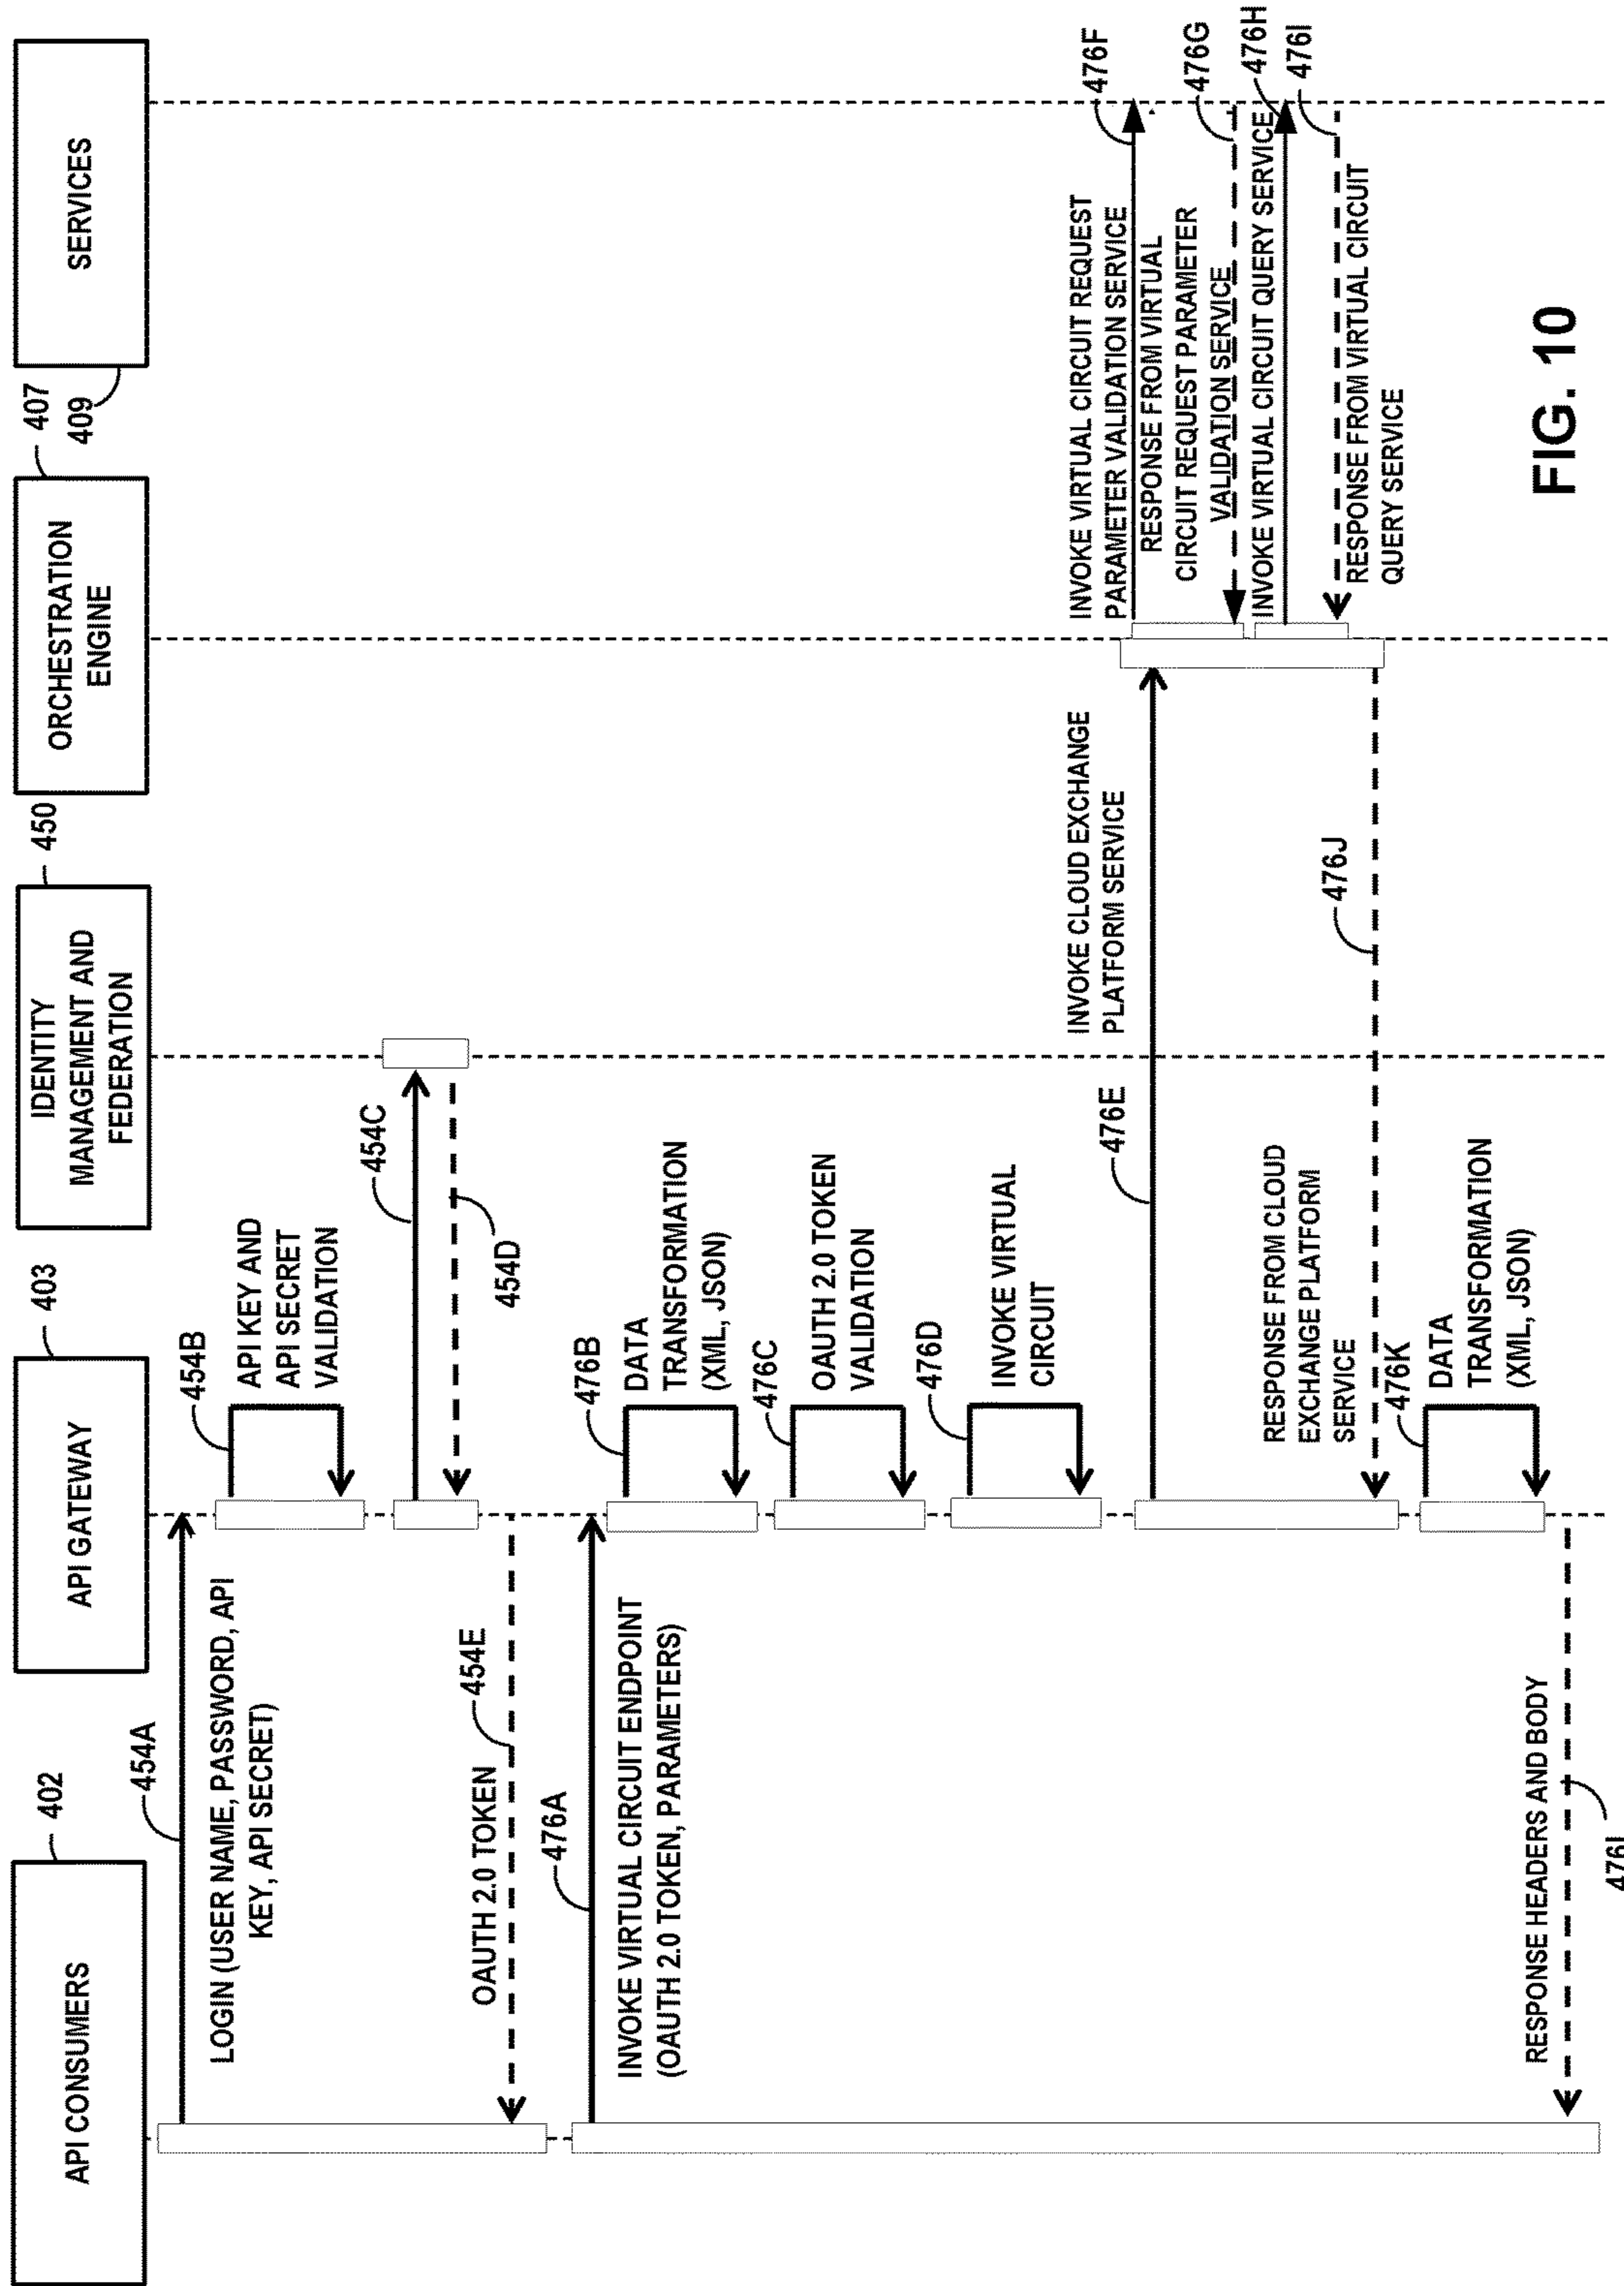 API CONSUMERS
402
API GATEWAY
403
IDENTITY
MANAGEMENT AND
FEDERATION
450
ORCHESTRATION
ENGINE
407
SERVICES
409
454A
LOGIN (USER NAME, PASSWORD, API
KEY, API SECRET)
454B
API KEY AND
API SECRET
VALIDATION
454C
454D
454E
OAUTH 2.0 TOKEN
476A
INVOKE VIRTUAL CIRCUIT ENDPOINT
(OAUTH 2.0 TOKEN, PARAMETERS)
476B
DATA
TRANSFORMATION
(XML, JSON)
476C
OAUTH 2.0 TOKEN
VALIDATION
476D
INVOKE VIRTUAL
CIRCUIT
476E
INVOKE CLOUD EXCHANGE
PLATFORM SERVICE
476F
INVOKE VIRTUAL CIRCUIT REQUEST
PARAMETER VALIDATION SERVICE
476G
RESPONSE FROM VIRTUAL
CIRCUIT REQUEST PARAMETER
VALIDATION SERVICE
476H
INVOKE VIRTUAL CIRCUIT QUERY SERVICE
476I
RESPONSE FROM VIRTUAL CIRCUIT
QUERY SERVICE
476J
RESPONSE FROM CLOUD
EXCHANGE PLATFORM
SERVICE
476K
DATA
TRANSFORMATION
(XML, JSON)
RESPONSE HEADERS AND BODY
476L
FIG. 10